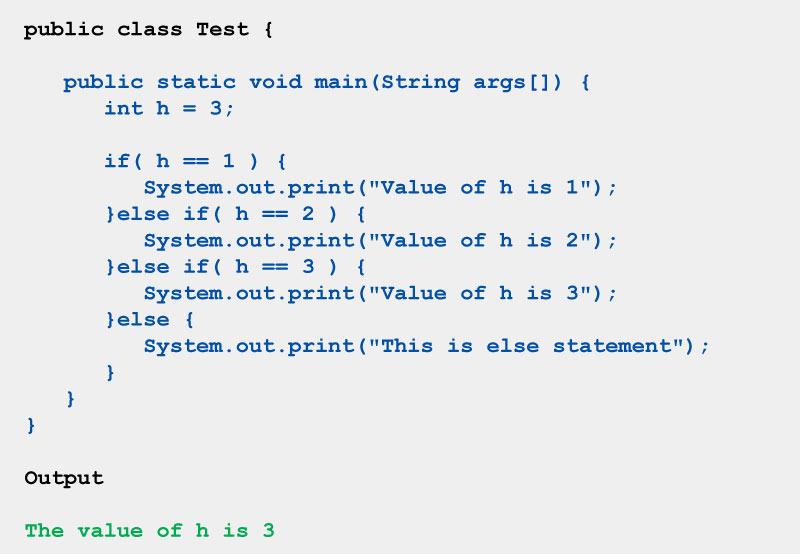 public class Test {
public static void main(String args[]) {
int h = 3;
if( h == 1 ) {
System.out.print("Value of h is 1");
}else if( h == 2 ) {
System.out.print("Value of h is 2");
}else if( h == 3 ) {
System.out.print("Value of h is 3");
}else {
System.out.print("This is else statement");
}
}
}
Output
The value of h is 3